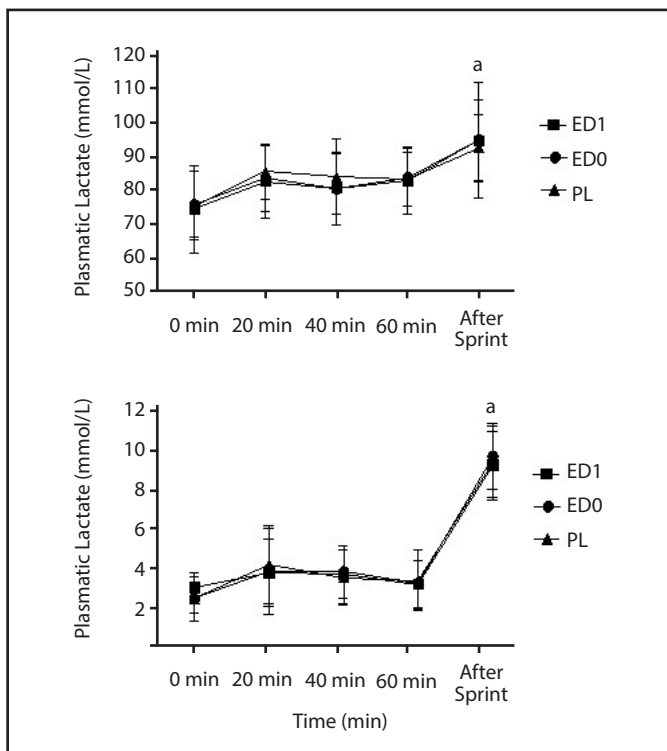 Plasmatic Lactate (mmol/L)
120
110
100
90
80
70
60
50
a
ED1
ED0
PL
0 min 20 min 40 min 60 min After
Sprint
Plasmatic Lactate (mmol/L)
12
10
8
6
4
2
a
ED1
ED0
PL
0 min 20 min 40 min 60 min After
Sprint
Time (min)